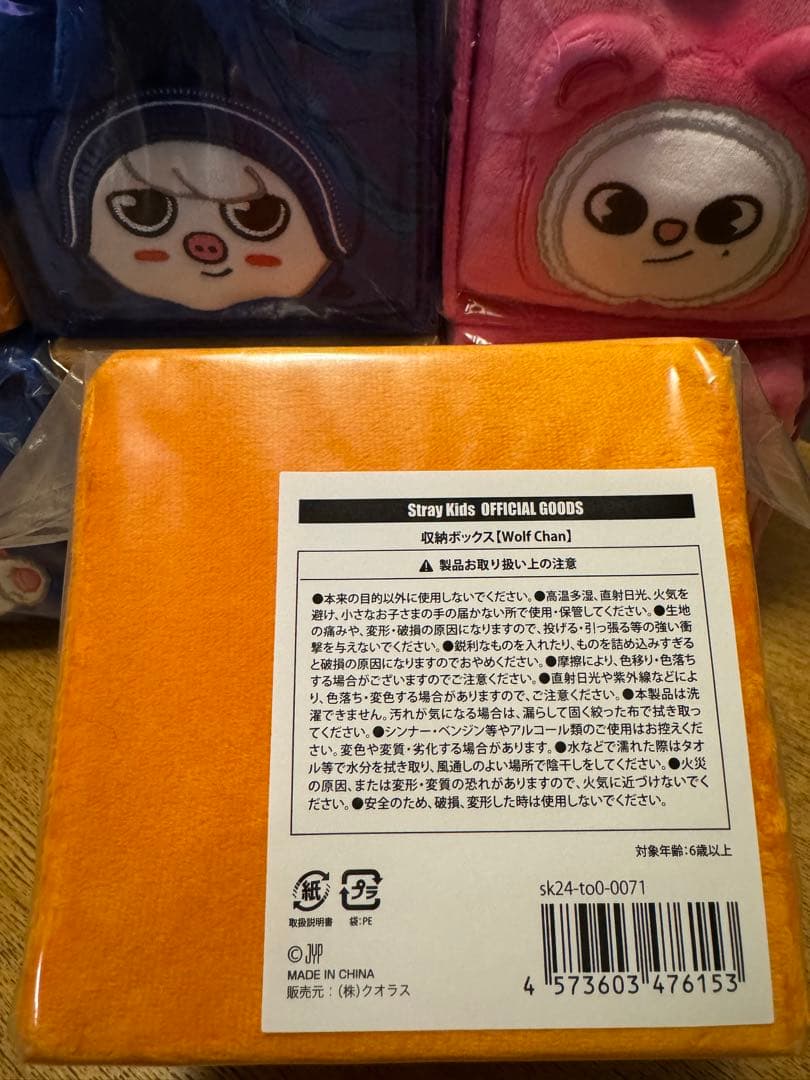 Stray Kids OFFICIAL GOODS
収納ボックス【Wolf Chan】
製品お取り扱い上の注意
●本来の目的以外に使用しないでください。●高温多湿、直射日光、火気を
避け、小さなお子さまの手の届かない所で使用・保管してください。●生地
の痛みや、変形・破損の原因になりますので、投げる・引っ張る等の強い衝
撃を与えないでください。●鋭利なものを入れたり、ものを詰め込みすぎる
と破損の原因になりますのでおやめください。●摩擦により、色移り・色落ち
する場合がございますのでご注意ください。●直射日光や紫外線などによ
り、色落ち・変色する場合がありますので、ご注意ください。●本製品は洗
濯できません。汚れが気になる場合は、濡らして固く絞った布で拭き取っ
てください。●シンナー・ベンジン等やアルコール類のご使用はお控えくだ
さい。変色や変質・劣化する場合があります。●水などで濡れた際はタオ
ル等で水分を拭き取り、風通しのよい場所で陰干しをしてください。●火災
の原因、または変形・変質の恐れがありますので、火気に近づけないでく
ださい。●安全のため、破損、変形した時は使用しないでください。
対象年齢:6歳以上
紙 プラ
取扱説明書 袋:PE
sk24-to0-0071
© JYP
MADE IN CHINA
販売元:(株)クオラス
4 573603 476153